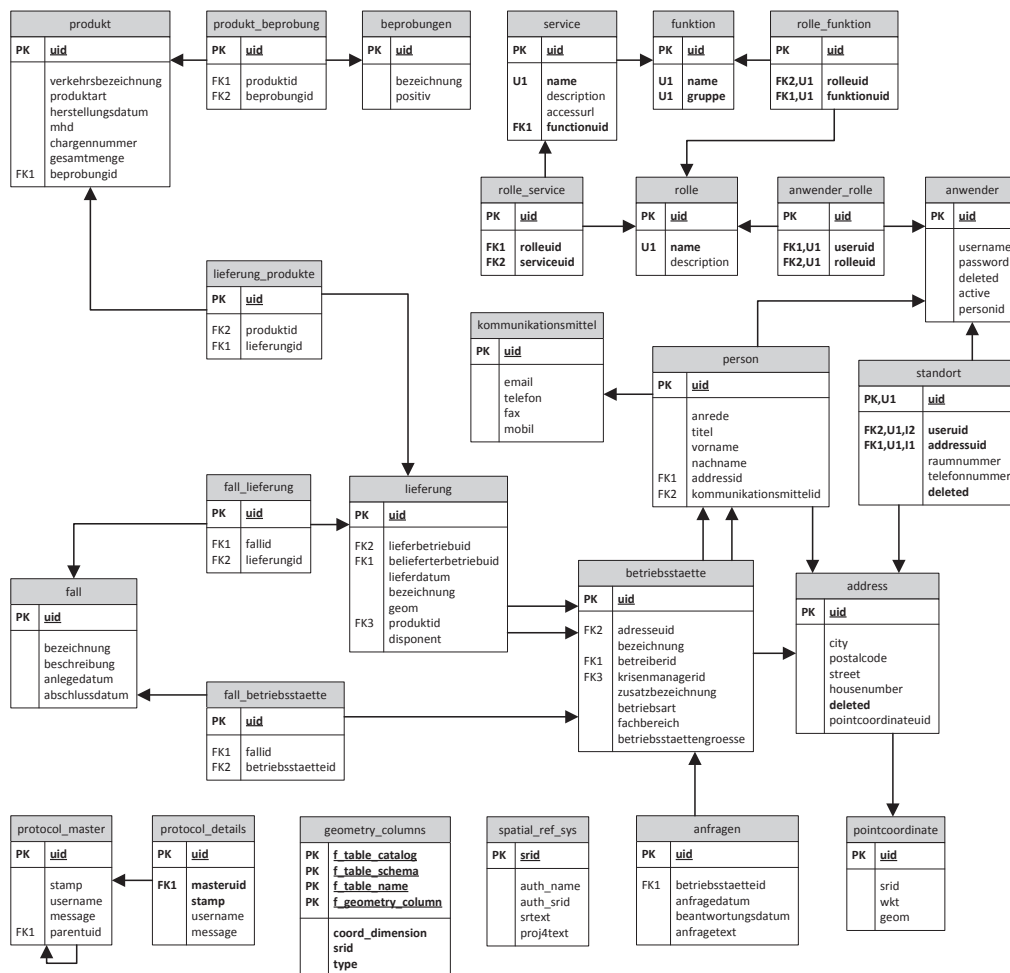 produkt
PK uid
verkehrsbezeichnung
produktart
herstellungsdatum
mhd
chargennummer
gesamtmenge
FK1 beprobungid
produkt_beprobung
PK uid
FK1 produktid
FK2 beprobungid
beprobungen
PK uid
bezeichnung
positiv
service
PK uid
U1 name
description
accessurl
FK1 functionuid
funktion
PK uid
U1 name
U1 gruppe
rolle_funktion
PK uid
FK2,U1 rolleuid
FK1,U1 funktionuid
rolle_service
PK uid
FK1 rolleuid
FK2 serviceuid
rolle
PK uid
U1 name
description
anwender_rolle
PK uid
FK1,U1 useruid
FK2,U1 rolleuid
anwender
PK uid
username
password
deleted
active
personid
lieferung_produkte
PK uid
FK2 produktid
FK1 lieferungid
kommunikationsmittel
PK uid
email
telefon
fax
mobil
person
PK uid
anrede
titel
vorname
nachname
FK1 addressid
FK2 kommunikationsmittelid
standort
PK,U1 uid
FK2,U1,I2 useruid
FK1,U1,I1 addressuid
raumnummer
telefonnummer
deleted
fall_lieferung
PK uid
FK1 fallid
FK2 lieferungid
lieferung
PK uid
FK2 lieferbetriebuid
FK1 belieferterbetriebuid
lieferdatum
bezeichnung
geom
FK3 produktid
disponent
fall
PK uid
bezeichnung
beschreibung
anlegedatum
abschlussdatum
betriebsstaette
PK uid
FK2 adresseuid
bezeichnung
FK1 betreiberid
FK3 krisenmanagerid
zusatzbezeichnung
betriebsart
fachbereich
betriebsstaettengroesse
address
PK uid
city
postalcode
street
housenumber
deleted
pointcoordinateuid
fall_betriebsstaette
PK uid
FK1 fallid
FK2 betriebsstaetteid
protocol_master
PK uid
stamp
username
message
FK1 parentuid
protocol_details
PK uid
FK1 masteruid
stamp
username
message
geometry_columns
PK f_table_catalog
PK f_table_schema
PK f_table_name
PK f_geometry_column
coord_dimension
srid
type
spatial_ref_sys
PK srid
auth_name
auth_srid
srtext
proj4text
anfragen
PK uid
FK1 betriebsstaetteid
anfragedatum
beantwortungsdatum
anfragetext
pointcoordinate
PK uid
srid
wkt
geom